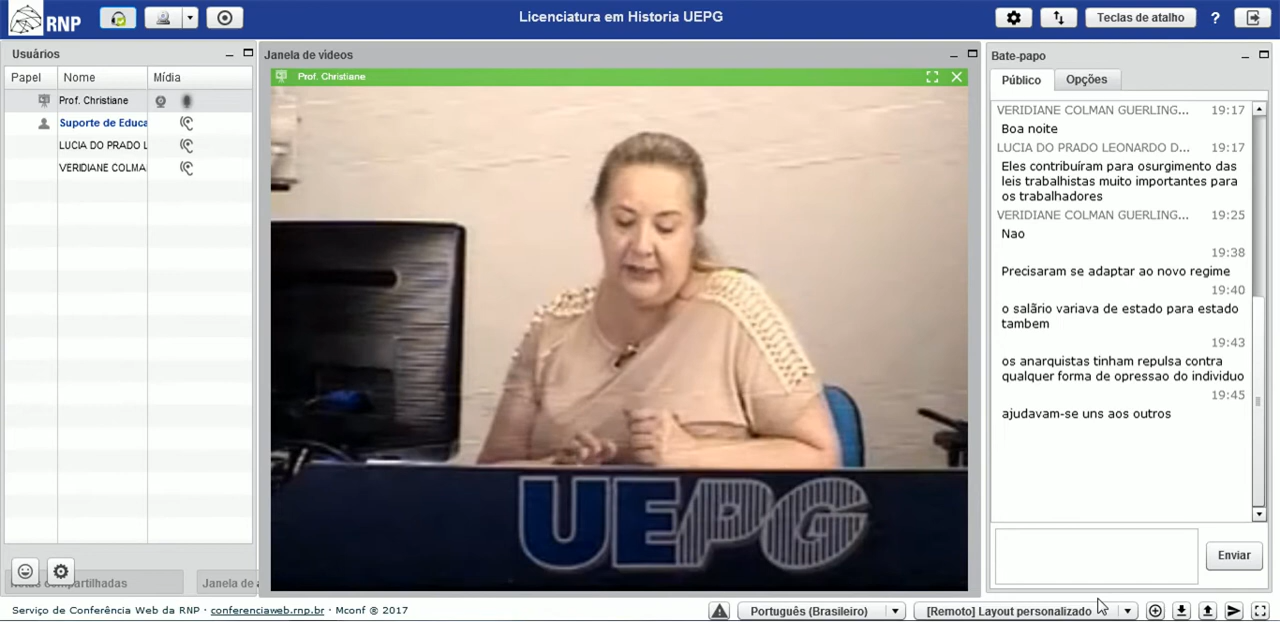 RNP
Licenciatura em Historia UEPG
Teclas de atalho
?
Usuários
Papel Nome Mídia
Prof. Christiane
Suporte de Educa
LUCIA DO PRADO L
VERIDIANE COLMA
Janela de vídeos
Prof. Christiane
UEPG
Bate-papo
Público Opções
VERIDIANE COLMAN GUERLING... 19:17
Boa noite
LUCIA DO PRADO LEONARDO D... 19:17
Eles contribuíram para osurgimento das
leis trabalhistas muito importantes para
os trabalhadores
VERIDIANE COLMAN GUERLING... 19:25
Nao
19:38
Precisaram se adaptar ao novo regime
19:40
o salãrio variava de estado para estado
tambem
19:43
os anarquistas tinham repulsa contra
qualquer forma de opressao do individuo
19:45
ajudavam-se uns aos outros
Enviar
compartilhadas
Janela de
Serviço de Conferência Web da RNP · conferenciaweb.rnp.br · Mconf ® 2017
Português (Brasileiro)
[Remoto] Layout personalizado